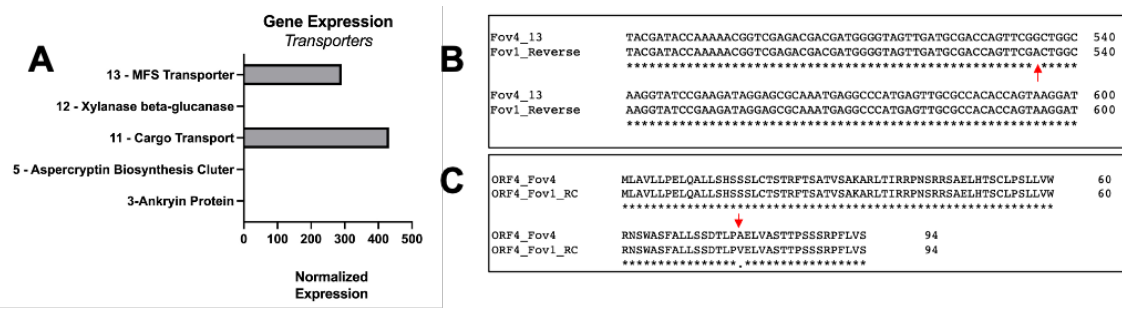 A
Gene Expression
Transporters
13 - MFS Transporter
12 - Xylanase beta-glucanase
11 - Cargo Transport
5 - Aspercryptin Biosynthesis Cluter
3-Ankryin Protein
0 100 200 300 400 500
Normalized
Expression
B
Fov4_13 TACGATACCAAAAACGGTCGAGACGACGATGGGGTAGTTGATGCGACCAGTTCGGCTGGC 540
Fov1_Reverse TACGATACCAAAAACGGTCGAGACGACGATGGGGTAGTTGATGCGACCAGTTCGACTGGC 540
****************************************************** *****
Fov4_13 AAGGTATCCGAAGATAGGAGCGCAAATGAGGCCCATGAGTTGCGCCACACCAGTAAGGAT 600
Fov1_Reverse AAGGTATCCGAAGATAGGAGCGCAAATGAGGCCCATGAGTTGCGCCACACCAGTAAGGAT 600
************************************************************
C
ORF4_Fov4 MLAVLLPELQALLSHSSSLCTSTRFTSATVSAKARLTIRRPNSRRSAELHTSCLPSLLVW 60
ORF4_Fov1_RC MLAVLLPELQALLSHSSSLCTSTRFTSATVSAKARLTIRRPNSRRSAELHTSCLPSLLVW 60
************************************************************
ORF4_Fov4 RNSWASFALLSSDTLPAELVASTTPSSSRPFLVS 94
ORF4_Fov1_RC RNSWASFALLSSDTLPVELVASTTPSSSRPFLVS 94
****************.*****************